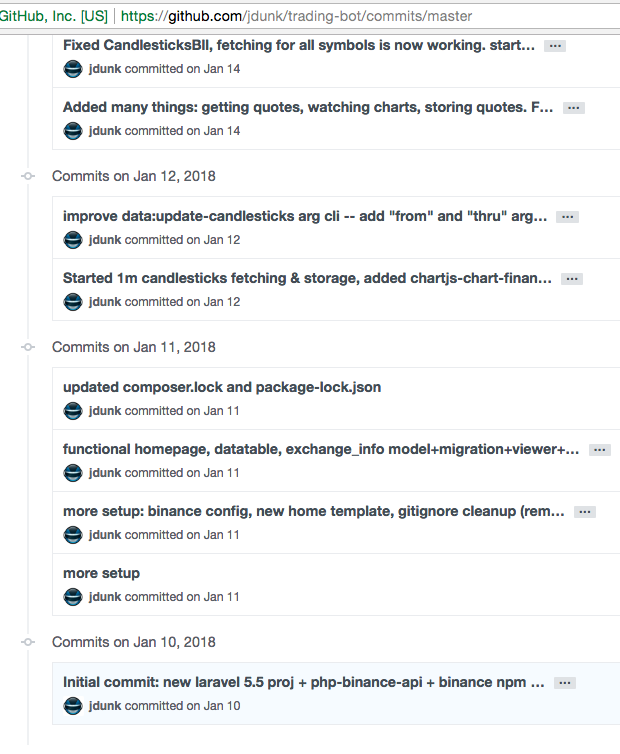 GitHub, Inc. [US] https://github.com/jdunk/trading-bot/commits/master
Fixed CandlesticksBll, fetching for all symbols is now working. start… …
jdunk committed on Jan 14
Added many things: getting quotes, watching charts, storing quotes. F… …
jdunk committed on Jan 14
Commits on Jan 12, 2018
improve data:update-candlesticks arg cli -- add "from" and "thru" arg… …
jdunk committed on Jan 12
Started 1m candlesticks fetching & storage, added chartjs-chart-finan… …
jdunk committed on Jan 12
Commits on Jan 11, 2018
updated composer.lock and package-lock.json
jdunk committed on Jan 11
functional homepage, datatable, exchange_info model+migration+viewer+… …
jdunk committed on Jan 11
more setup: binance config, new home template, gitignore cleanup (rem… …
jdunk committed on Jan 11
more setup
jdunk committed on Jan 11
Commits on Jan 10, 2018
Initial commit: new laravel 5.5 proj + php-binance-api + binance npm … …
jdunk committed on Jan 10